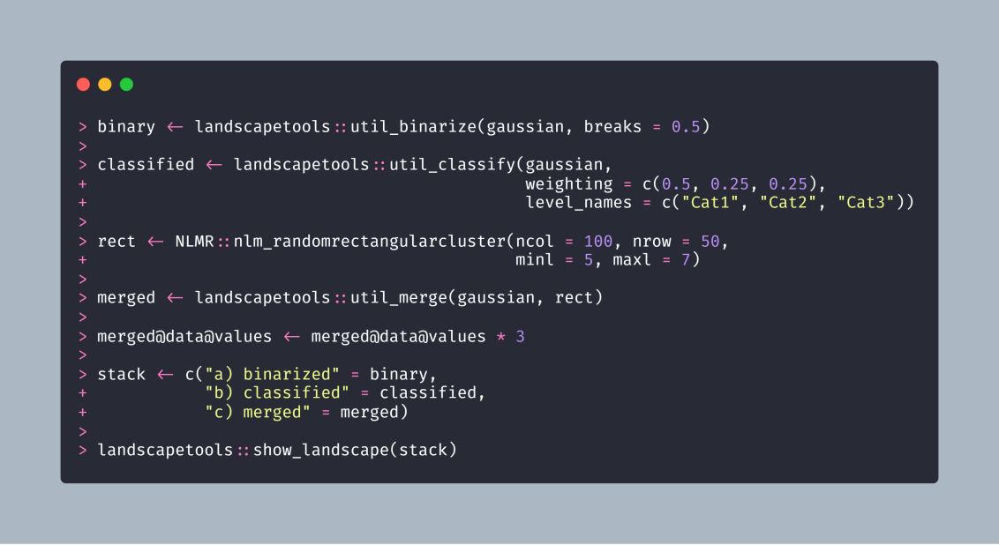 > binary <- landscapetools::util_binarize(gaussian, breaks = 0.5)
>
> classified <- landscapetools::util_classify(gaussian,
+                                             weighting = c(0.5, 0.25, 0.25),
+                                             level_names = c("Cat1", "Cat2", "Cat3"))
>
> rect <- NLMR::nlm_randomrectangularcluster(ncol = 100, nrow = 50,
+                                            minl = 5, maxl = 7)
>
> merged <- landscapetools::util_merge(gaussian, rect)
>
> merged@data@values <- merged@data@values * 3
>
> stack <- c("a) binarized" = binary,
+            "b) classified" = classified,
+            "c) merged" = merged)
>
> landscapetools::show_landscape(stack)